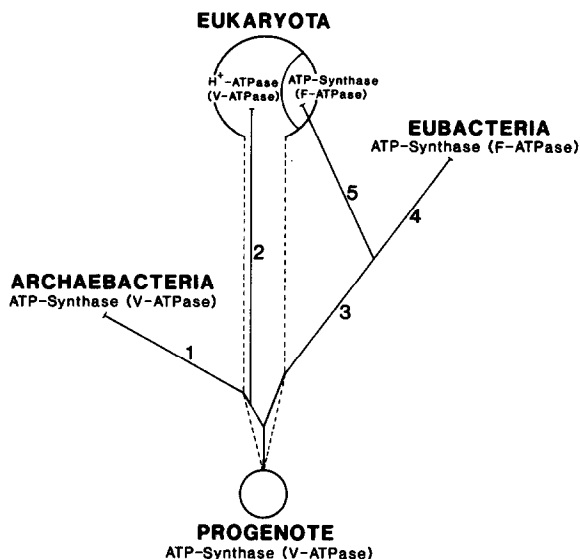 EUKARYOTA
H⁺-ATPase
(V-ATPase)
ATP-Synthase
(F-ATPase)
EUBACTERIA
ATP-Synthase (F-ATPase)
5
4
2
ARCHAEBACTERIA
ATP-Synthase (V-ATPase)
3
1
PROGENOTE
ATP-Synthase (V-ATPase)